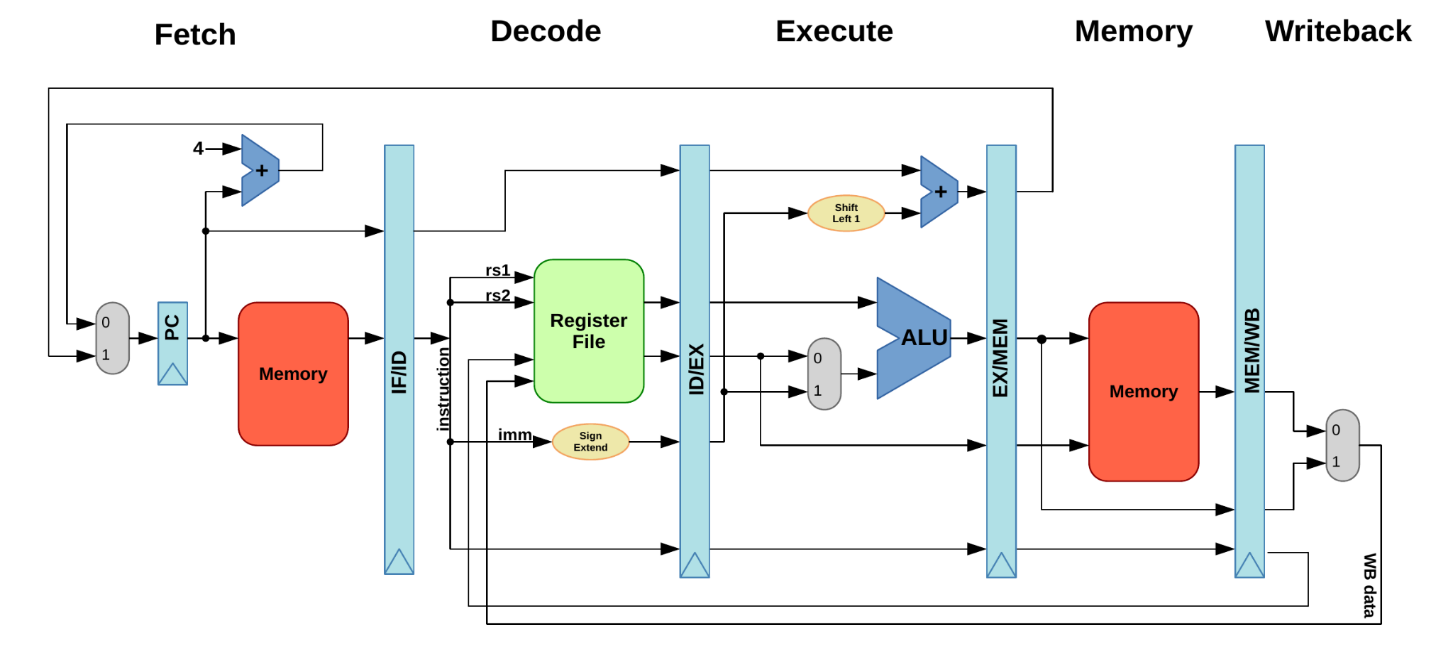 Fetch
Decode
Execute
Memory
Writeback
4
+
+
Shift
Left 1
rs1
rs2
Register
File
0
1
PC
Memory
IF/ID
instruction
imm
Sign
Extend
ID/EX
0
1
ALU
EX/MEM
Memory
MEM/WB
0
1
WB data